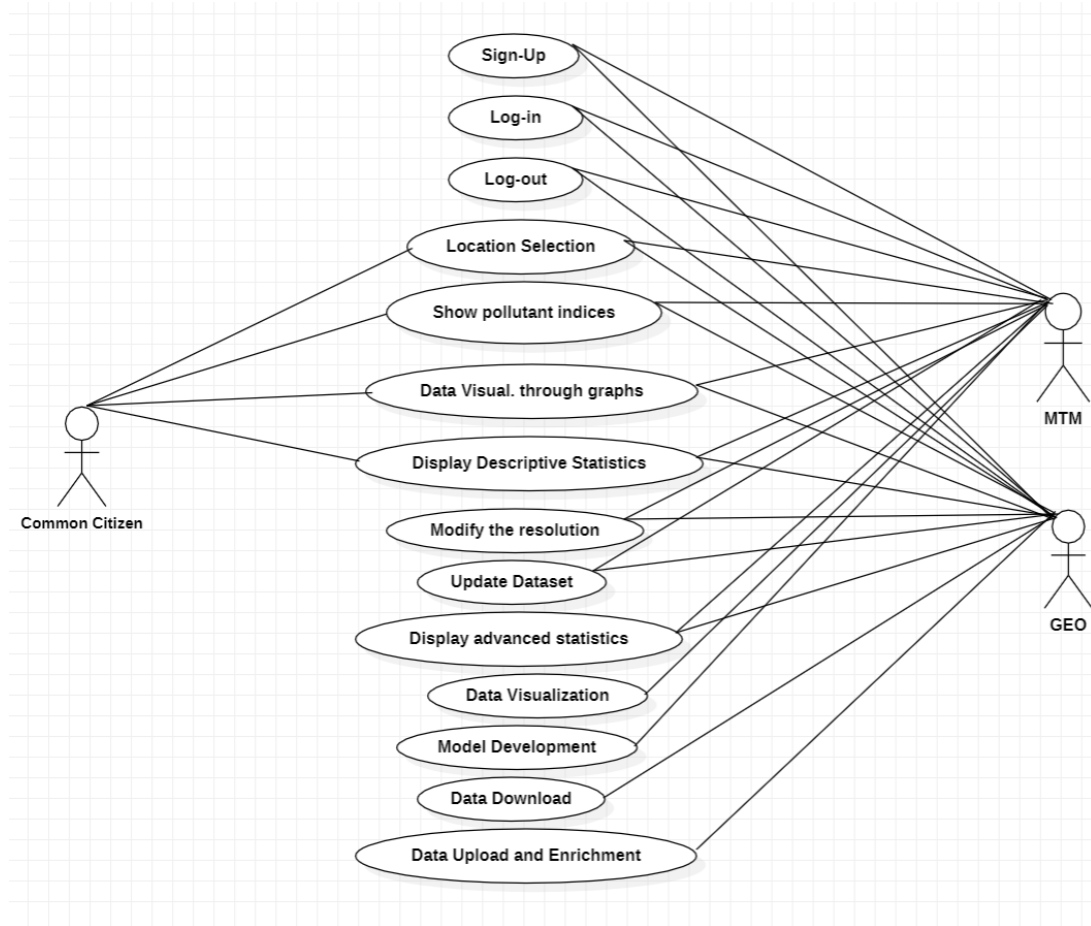 Sign-Up
Log-in
Log-out
Location Selection
Show pollutant indices
Data Visual. through graphs
MTM
Display Descriptive Statistics
Common Citizen
Modify the resolution
Update Dataset
GEO
Display advanced statistics
Data Visualization
Model Development
Data Download
Data Upload and Enrichment